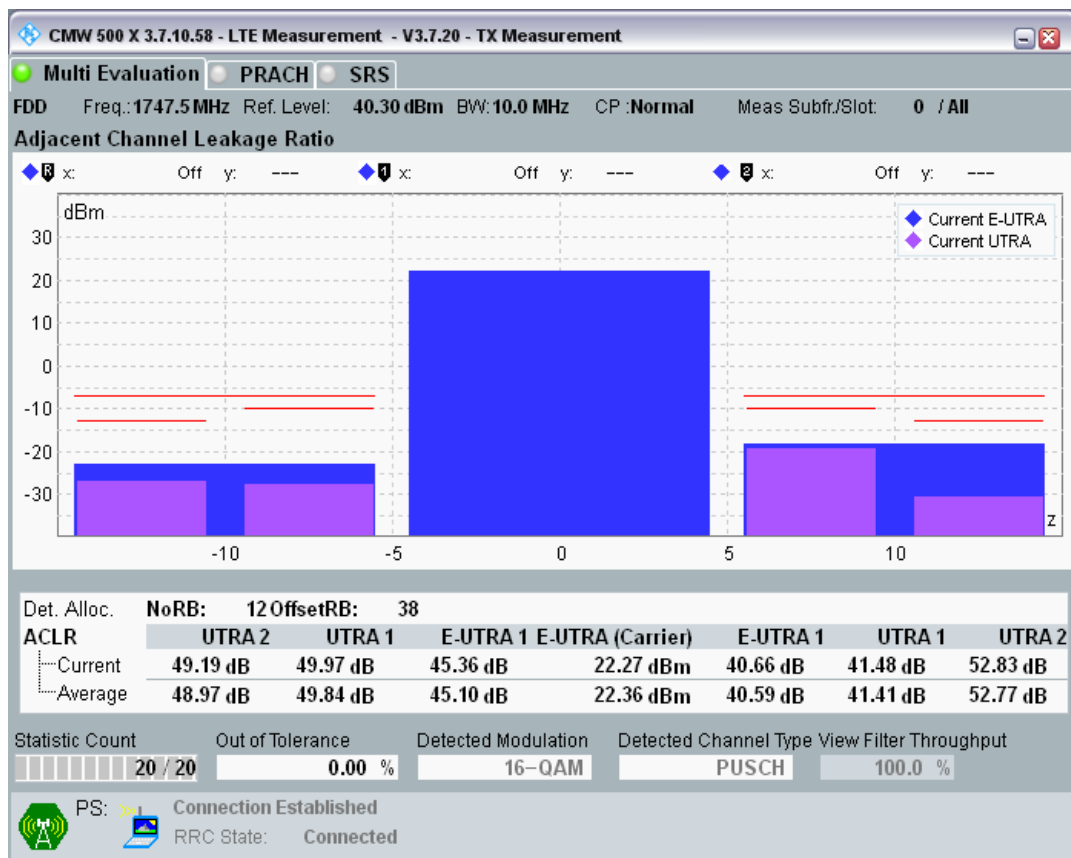 CMW 500 X 3.7.10.58 - LTE Measurement - V3.7.20 - TX Measurement
Multi Evaluation PRACH SRS
FDD Freq.:1747.5 MHz Ref. Level: 40.30 dBm BW:10.0 MHz CP :Normal Meas Subfr./Slot: 0 / All
Adjacent Channel Leakage Ratio
R x: Off y: --- 1 x: Off y: --- 2 x: Off y: ---
dBm
Current E-UTRA
Current UTRA
30
20
10
0
-10
-20
-30
z
-10 -5 0 5 10
Det. Alloc. NoRB: 12 OffsetRB: 38
ACLR UTRA 2 UTRA 1 E-UTRA 1 E-UTRA (Carrier) E-UTRA 1 UTRA 1 UTRA 2
Current 49.19 dB 49.97 dB 45.36 dB 22.27 dBm 40.66 dB 41.48 dB 52.83 dB
Average 48.97 dB 49.84 dB 45.10 dB 22.36 dBm 40.59 dB 41.41 dB 52.77 dB
Statistic Count Out of Tolerance Detected Modulation Detected Channel Type View Filter Throughput
20 / 20 0.00 % 16-QAM PUSCH 100.0 %
PS: Connection Established
RRC State: Connected